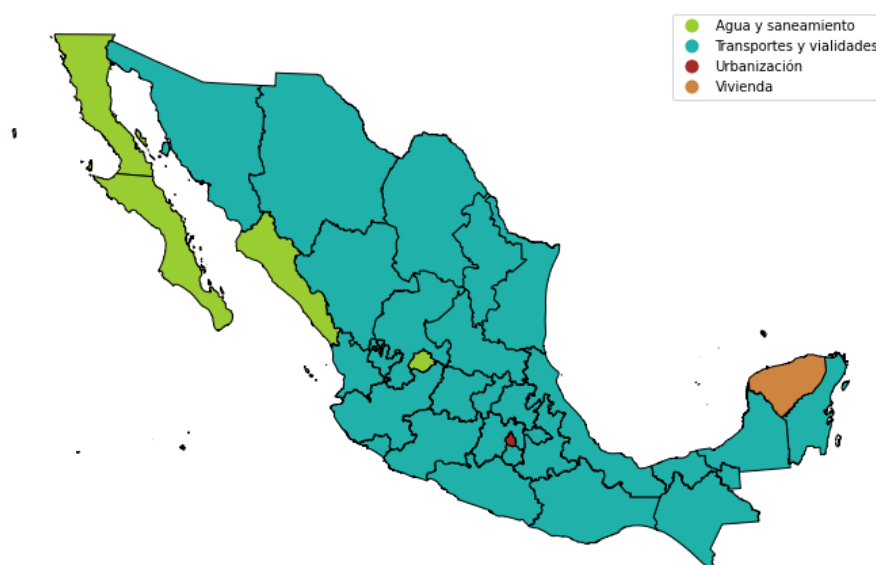 Agua y saneamiento
Transportes y vialidades
Urbanización
Vivienda